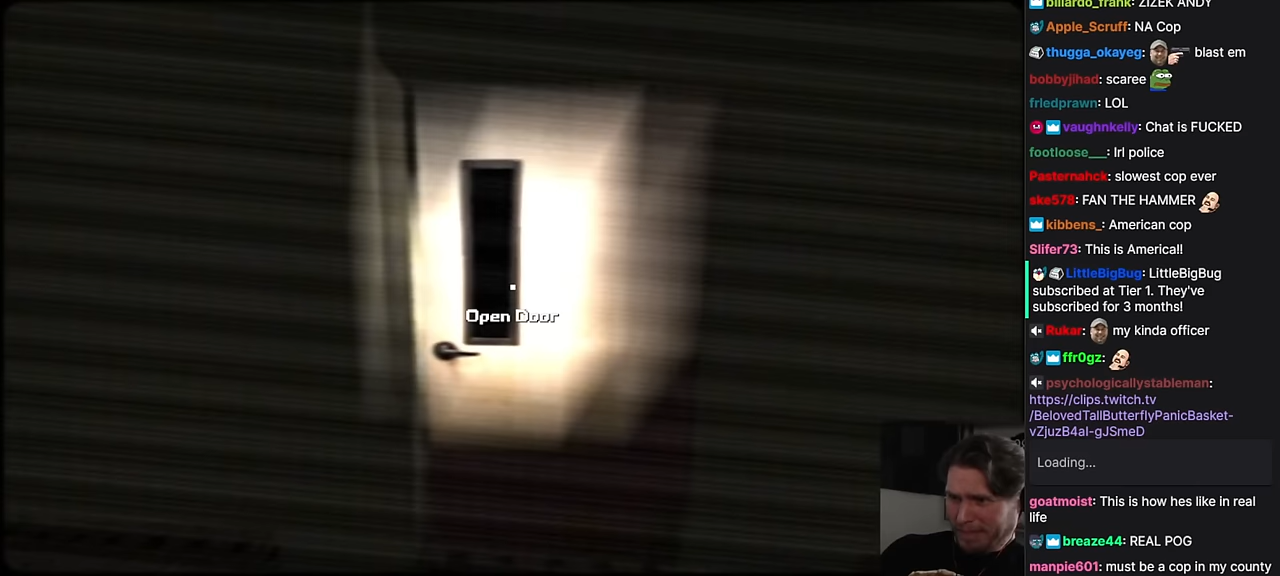 Open Door
billardo_frank: ZIZEK ANDY
Apple_Scruff: NA Cop
thugga_okayeg: blast em
bobbyjihad: scaree
frledprawn: LOL
vaughnkelly: Chat is FUCKED
footloose___: Irl police
Pasternahck: slowest cop ever
ske578: FAN THE HAMMER
kibbens_: American cop
Slifer73: This is America!!
LittleBigBug: LittleBigBug
subscribed at Tier 1. They've
subscribed for 3 months!
Rukar: my kinda officer
ffr0gz:
psychologicallystableman:
https://clips.twitch.tv
/BelovedTallButterflyPanicBasket-
vZjuzB4al-gJSmeD
Loading...
goatmoist: This is how hes like in real
life
breaze44: REAL POG
manpie601: must be a cop in my county